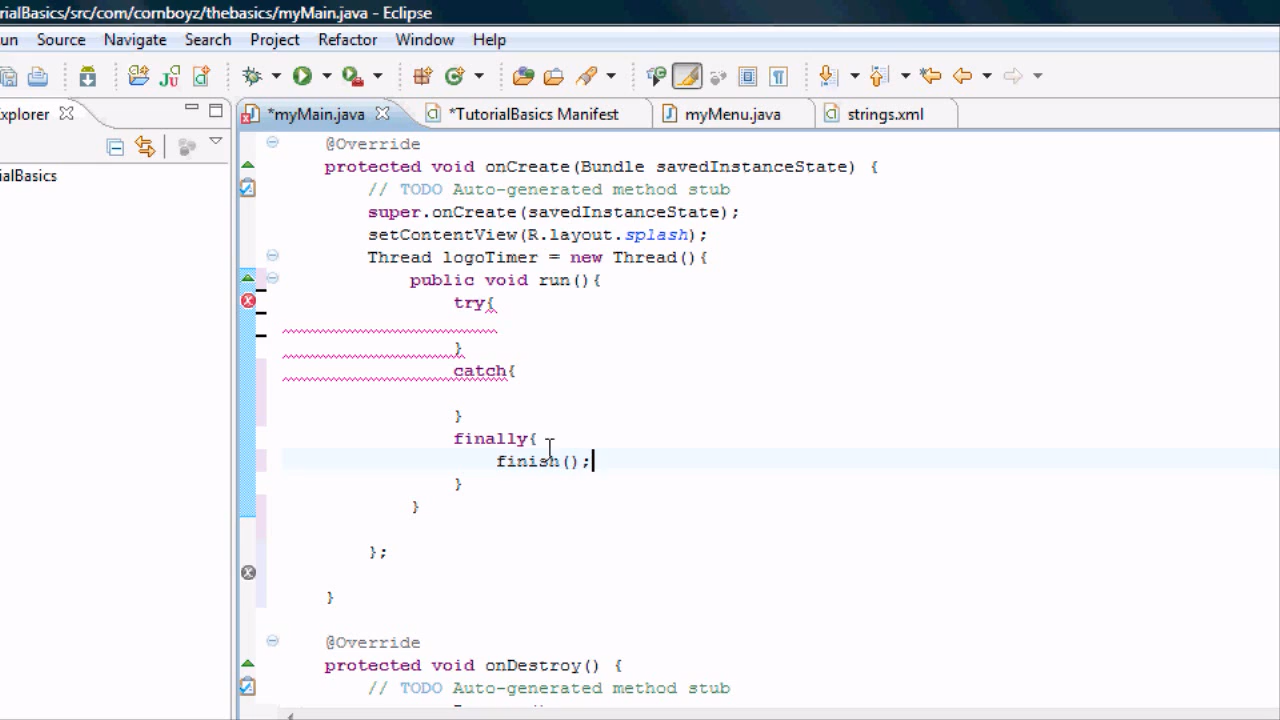 rialBasics/src/com/cornboyz/thebasics/myMain.java - Eclipse
un Source Navigate Search Project Refactor Window Help
xplorer
*myMain.java *TutorialBasics Manifest myMenu.java strings.xml
ialBasics
@Override
protected void onCreate(Bundle savedInstanceState) {
// TODO Auto-generated method stub
super.onCreate(savedInstanceState);
setContentView(R.layout.splash);
Thread logoTimer = new Thread(){
public void run(){
try{
}
catch{
}
finally{
finish();
}
}
};
}
@Override
protected void onDestroy() {
// TODO Auto-generated method stub